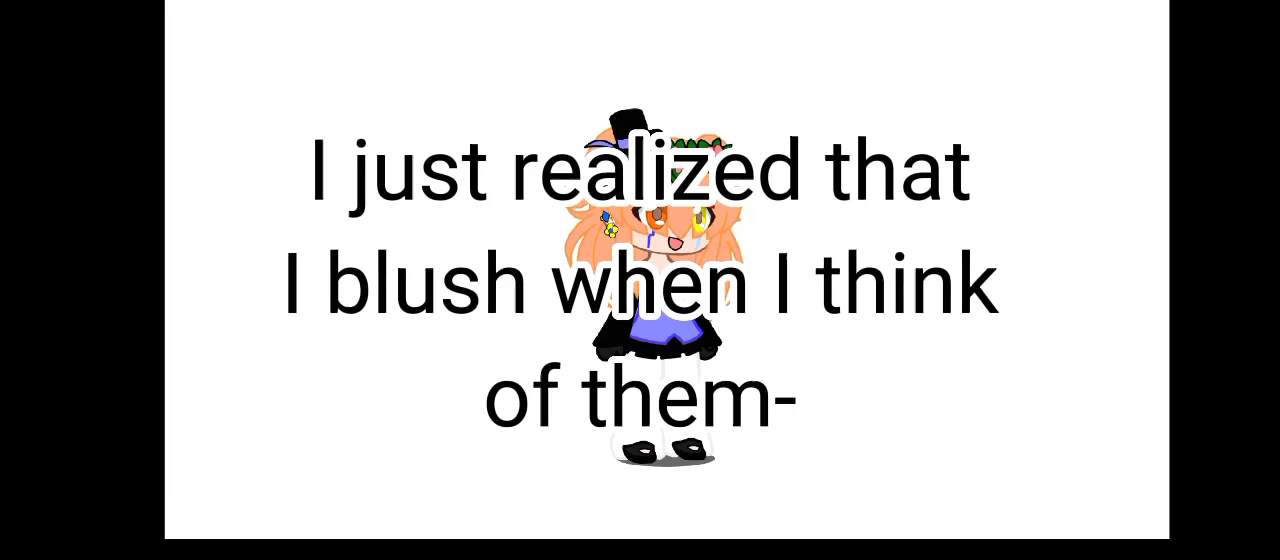 I just realized that
I blush when I think
of them-